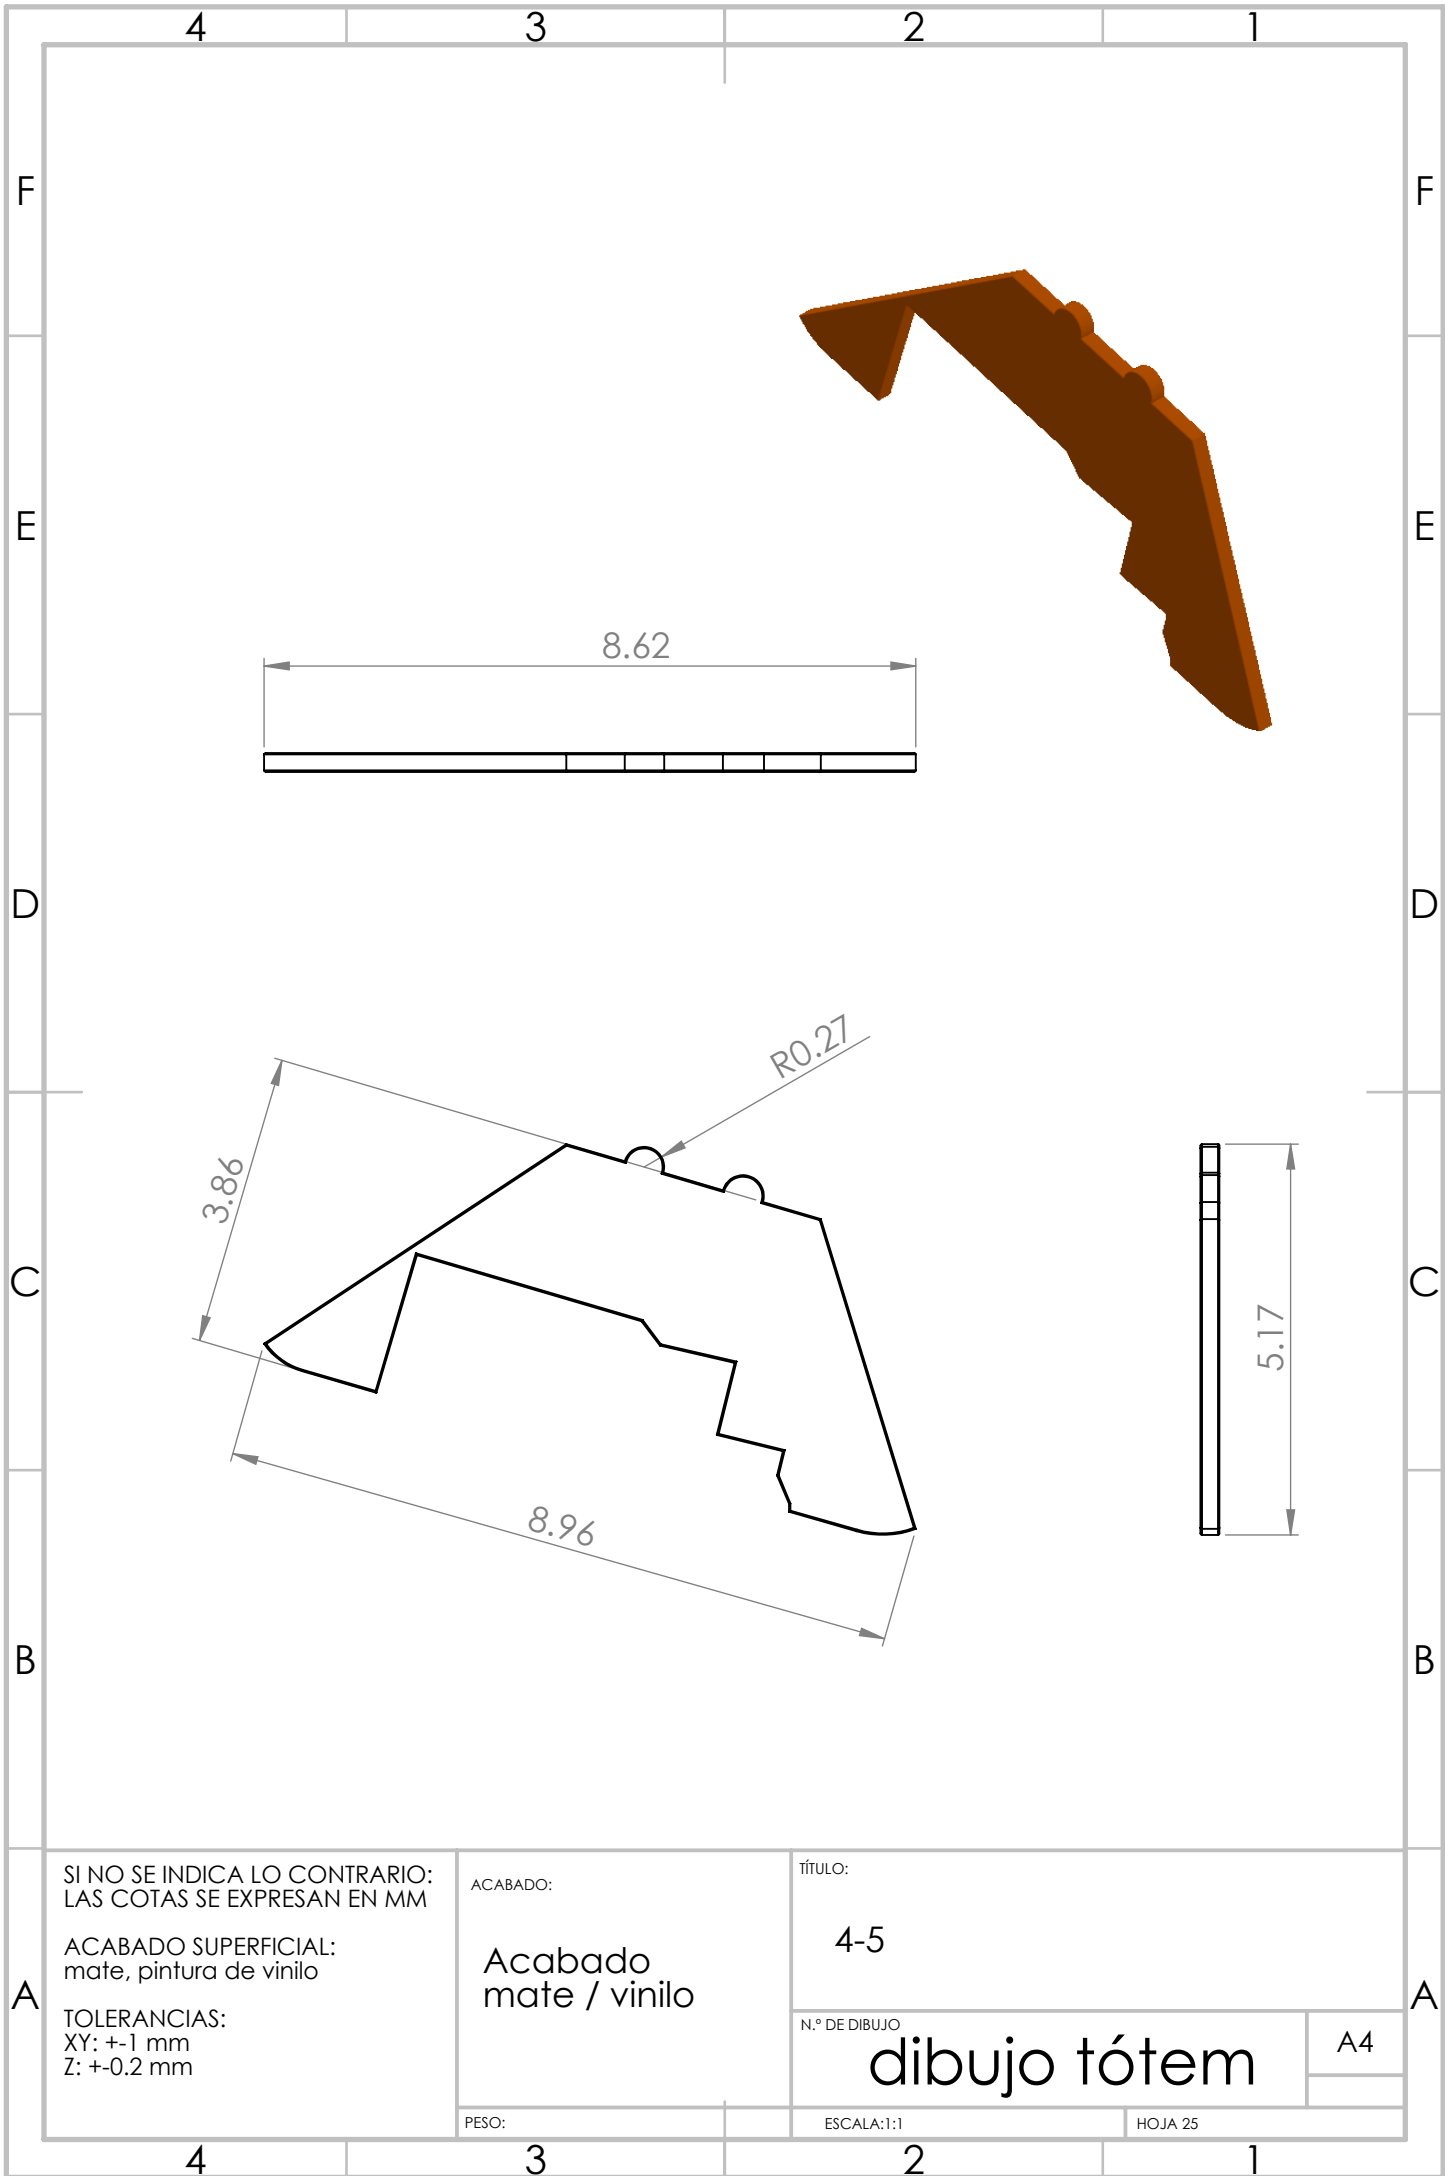 4 3 2 1
F F
E E
8.62
D D
R0.27
3.86
C C
5.17
8.96
B B
SI NO SE INDICA LO CONTRARIO:
LAS COTAS SE EXPRESAN EN MM
ACABADO SUPERFICIAL:
mate, pintura de vinilo
TOLERANCIAS:
XY: +-1 mm
Z: +-0.2 mm
ACABADO:
Acabado
mate / vinilo
PESO:
TÍTULO:
4-5
N.º DE DIBUJO
dibujo tótem
A4
ESCALA:1:1
HOJA 25
A A
4 3 2 1